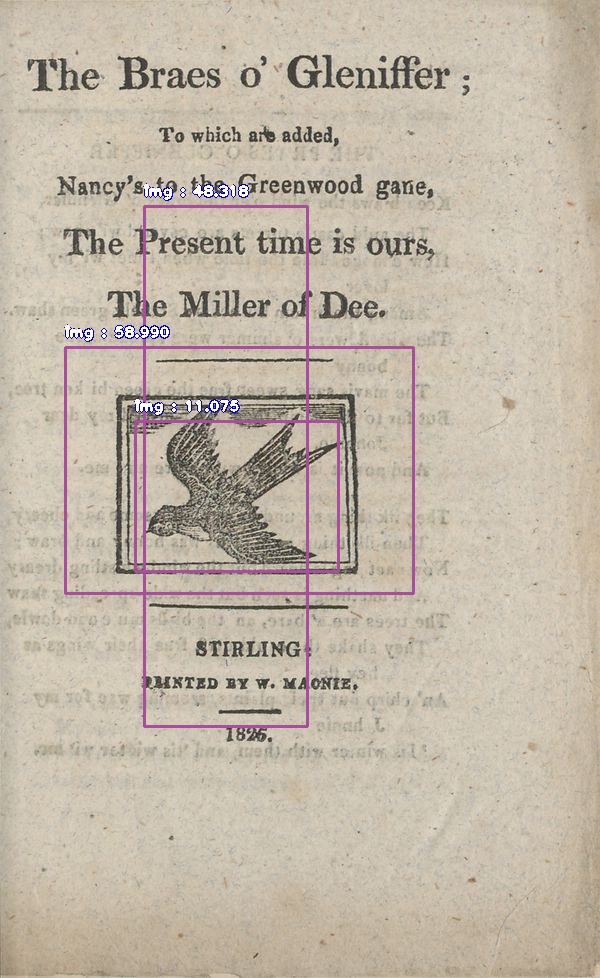 The Braes o' Gleniffer;
To which are added,
Nancy's to the Greenwood gane,
The Present time is ours,
The Miller of Dee.
img : 48.318
img : 58.990
img : 11.075
STIRLING:
PRINTED BY W. MACNIE.
1826.